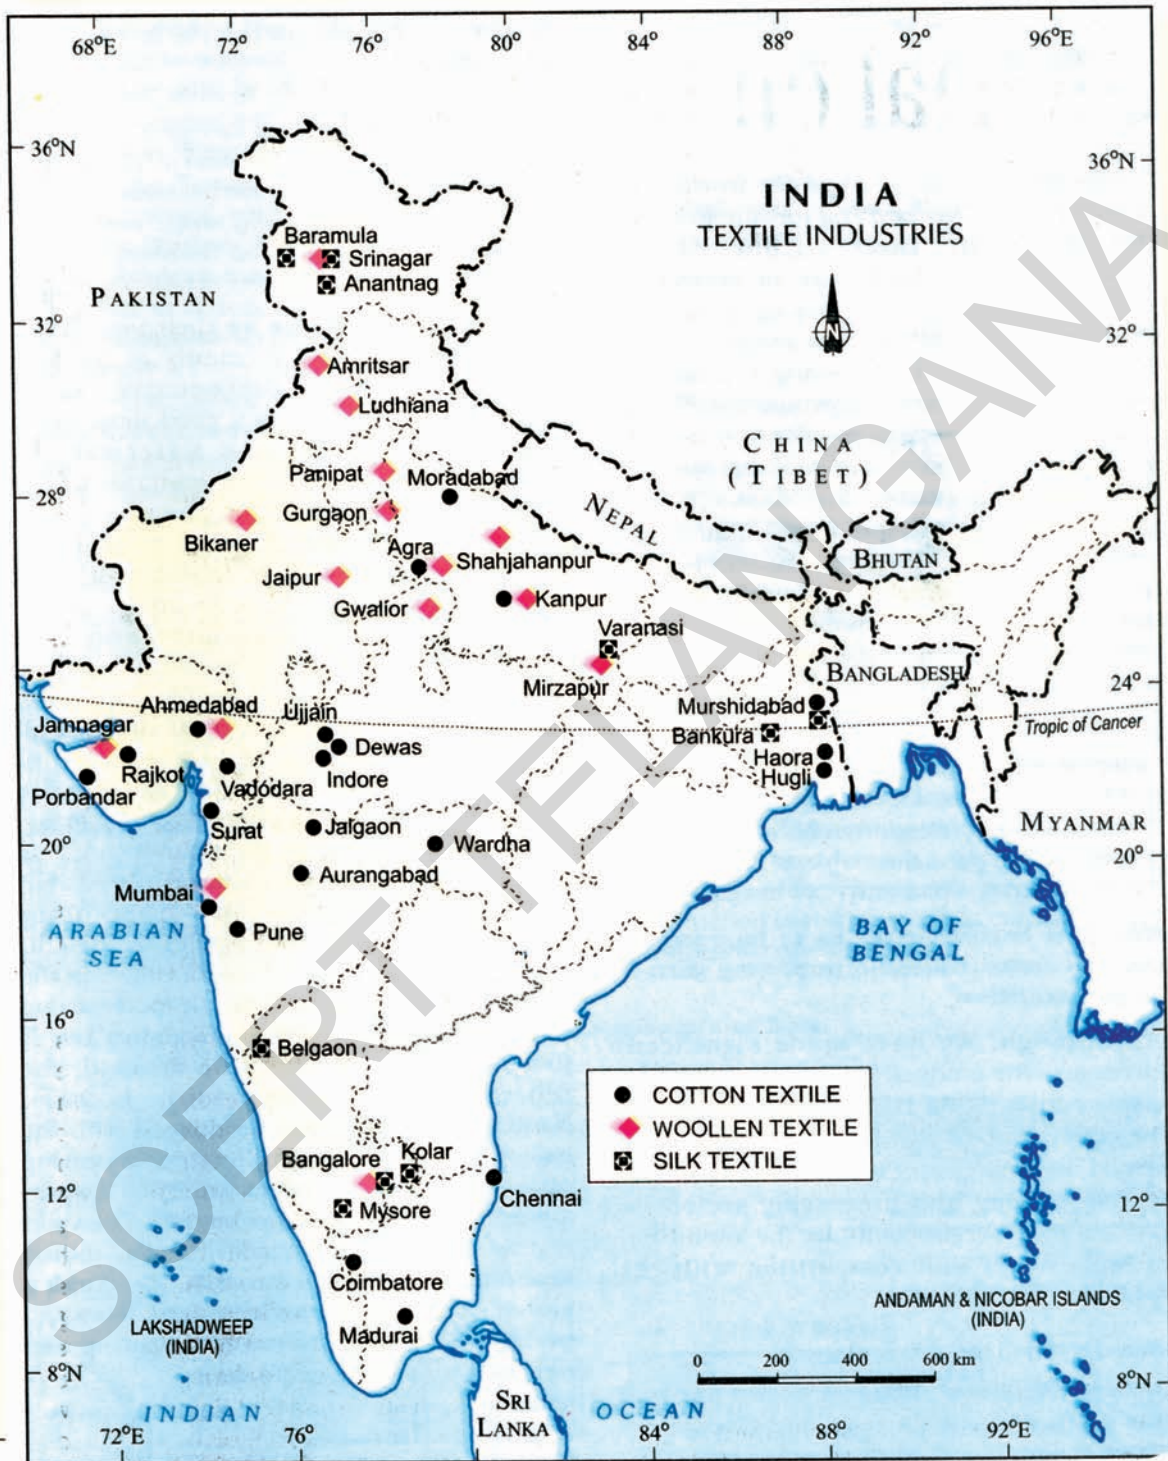 68°E 72° 76° 80° 84° 88° 92° 96°E
36°N
36°N
INDIA
TEXTILE INDUSTRIES
N
Baramula
Srinagar
Anantnag
PAKISTAN
32°
32°
Amritsar
Ludhiana
CHINA
(TIBET)
Panipat
Moradabad
28°
Gurgaon
NEPAL
Bikaner
Agra
Shahjahanpur
BHUTAN
Jaipur
Gwalior
Kanpur
Varanasi
Mirzapur
BANGLADESH
24°
Ahmedabad
Ujjain
Murshidabad
Jamnagar
Bankura
Tropic of Cancer
Dewas
Haora
Rajkot
Indore
Hugli
Porbandar
Vadodara
Surat
Jalgaon
MYANMAR
20°
Wardha
20°
Aurangabad
Mumbai
Pune
ARABIAN
SEA
BAY OF
BENGAL
16°
Belgaon
COTTON TEXTILE
WOOLLEN TEXTILE
SILK TEXTILE
Bangalore
Kolar
12°
Chennai
12°
Mysore
Coimbatore
Madurai
LAKSHADWEEP
(INDIA)
ANDAMAN & NICOBAR ISLANDS
(INDIA)
0 200 400 600 km
8°N
8°N
SRI
LANKA
INDIAN OCEAN
72°E 76° 84° 88° 92°E
SCERT TELANGANA